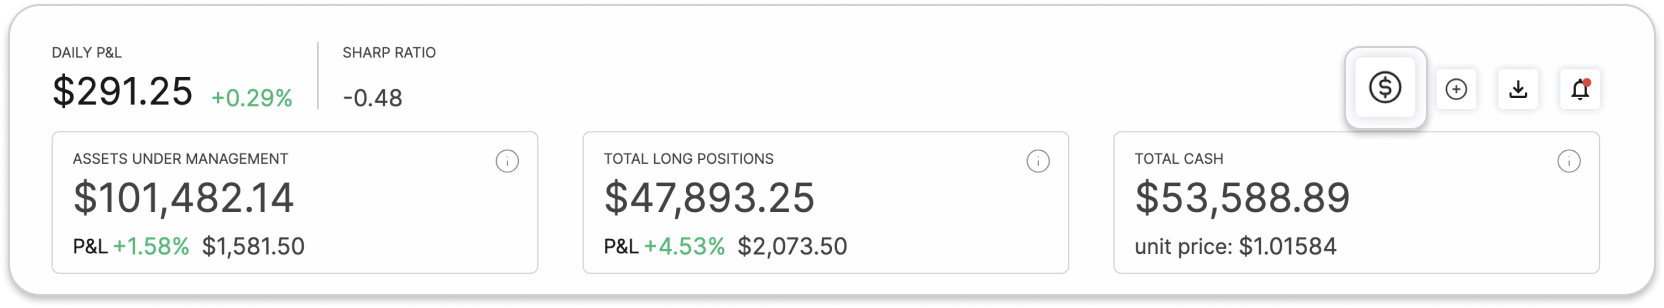 DAILY P&L
$291.25 +0.29%
SHARP RATIO
-0.48
ASSETS UNDER MANAGEMENT
$101,482.14
P&L +1.58% $1,581.50
TOTAL LONG POSITIONS
$47,893.25
P&L +4.53% $2,073.50
TOTAL CASH
$53,588.89
unit price: $1.01584